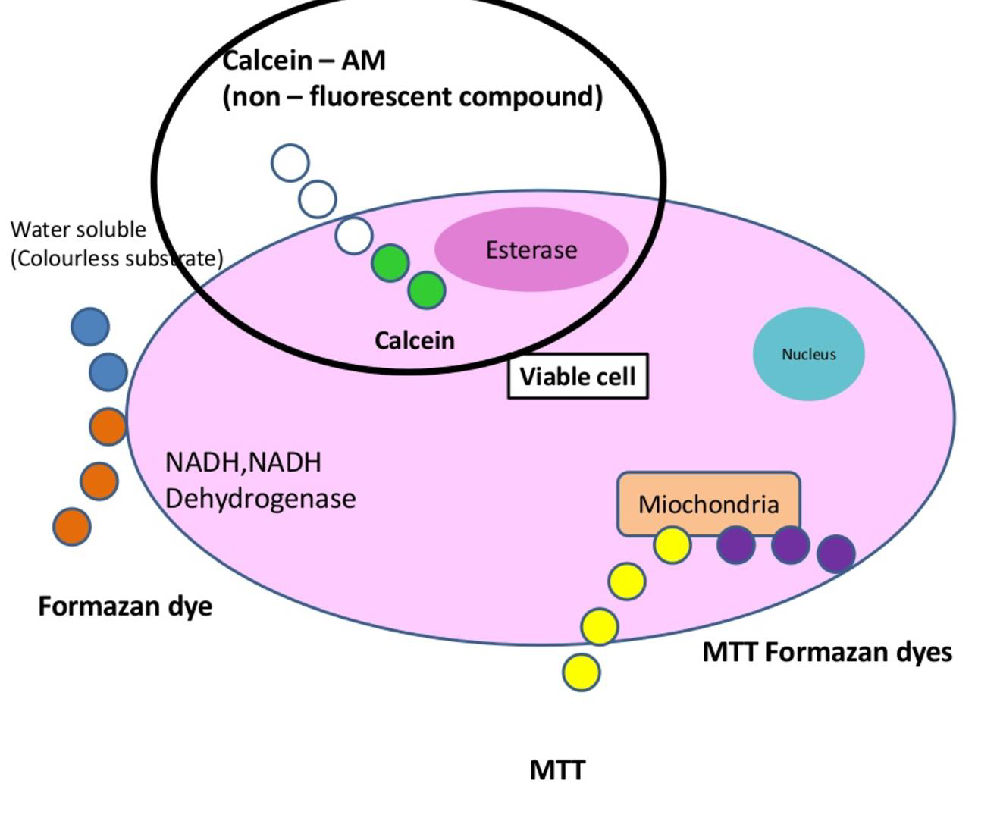 Calcein – AM
(non – fluorescent compound)
Water soluble
(Colourless substrate)
Esterase
Calcein
Viable cell
Nucleus
NADH,NADH
Dehydrogenase
Miochondria
Formazan dye
MTT Formazan dyes
MTT